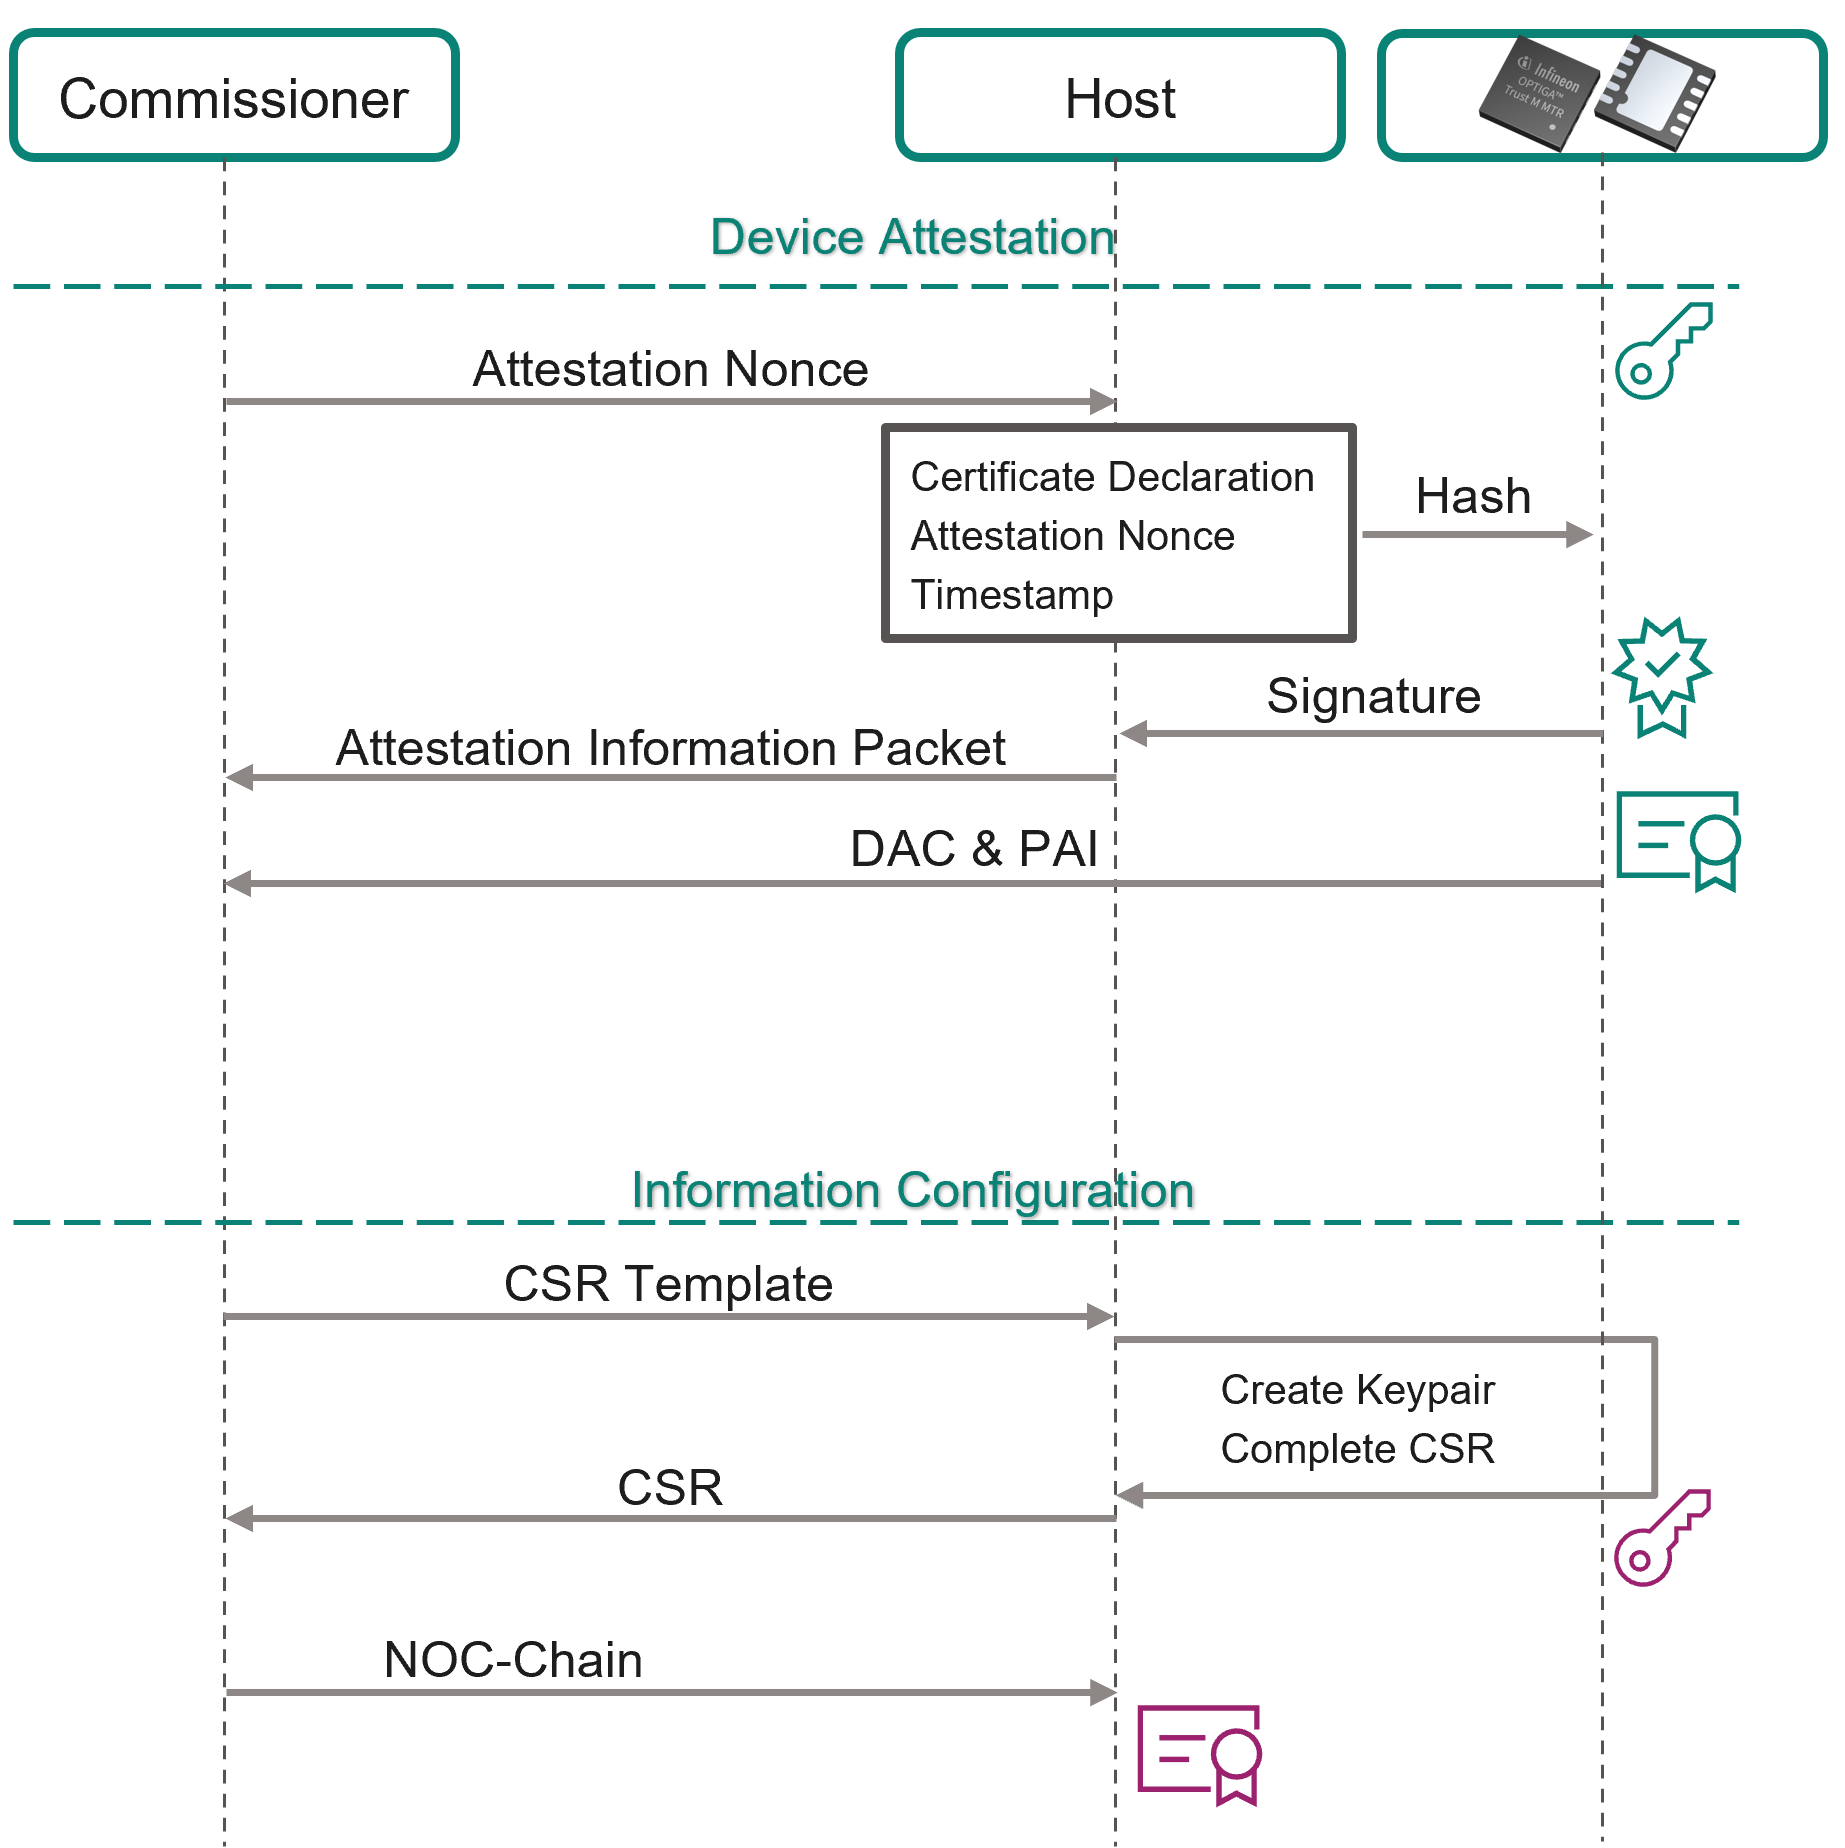 Commissioner
Host
Infineon
OPTIGA™
Trust M MTR
Device Attestation
Attestation Nonce
Certificate Declaration
Attestation Nonce
Timestamp
Hash
Signature
Attestation Information Packet
DAC & PAI
Information Configuration
CSR Template
Create Keypair
Complete CSR
CSR
NOC-Chain